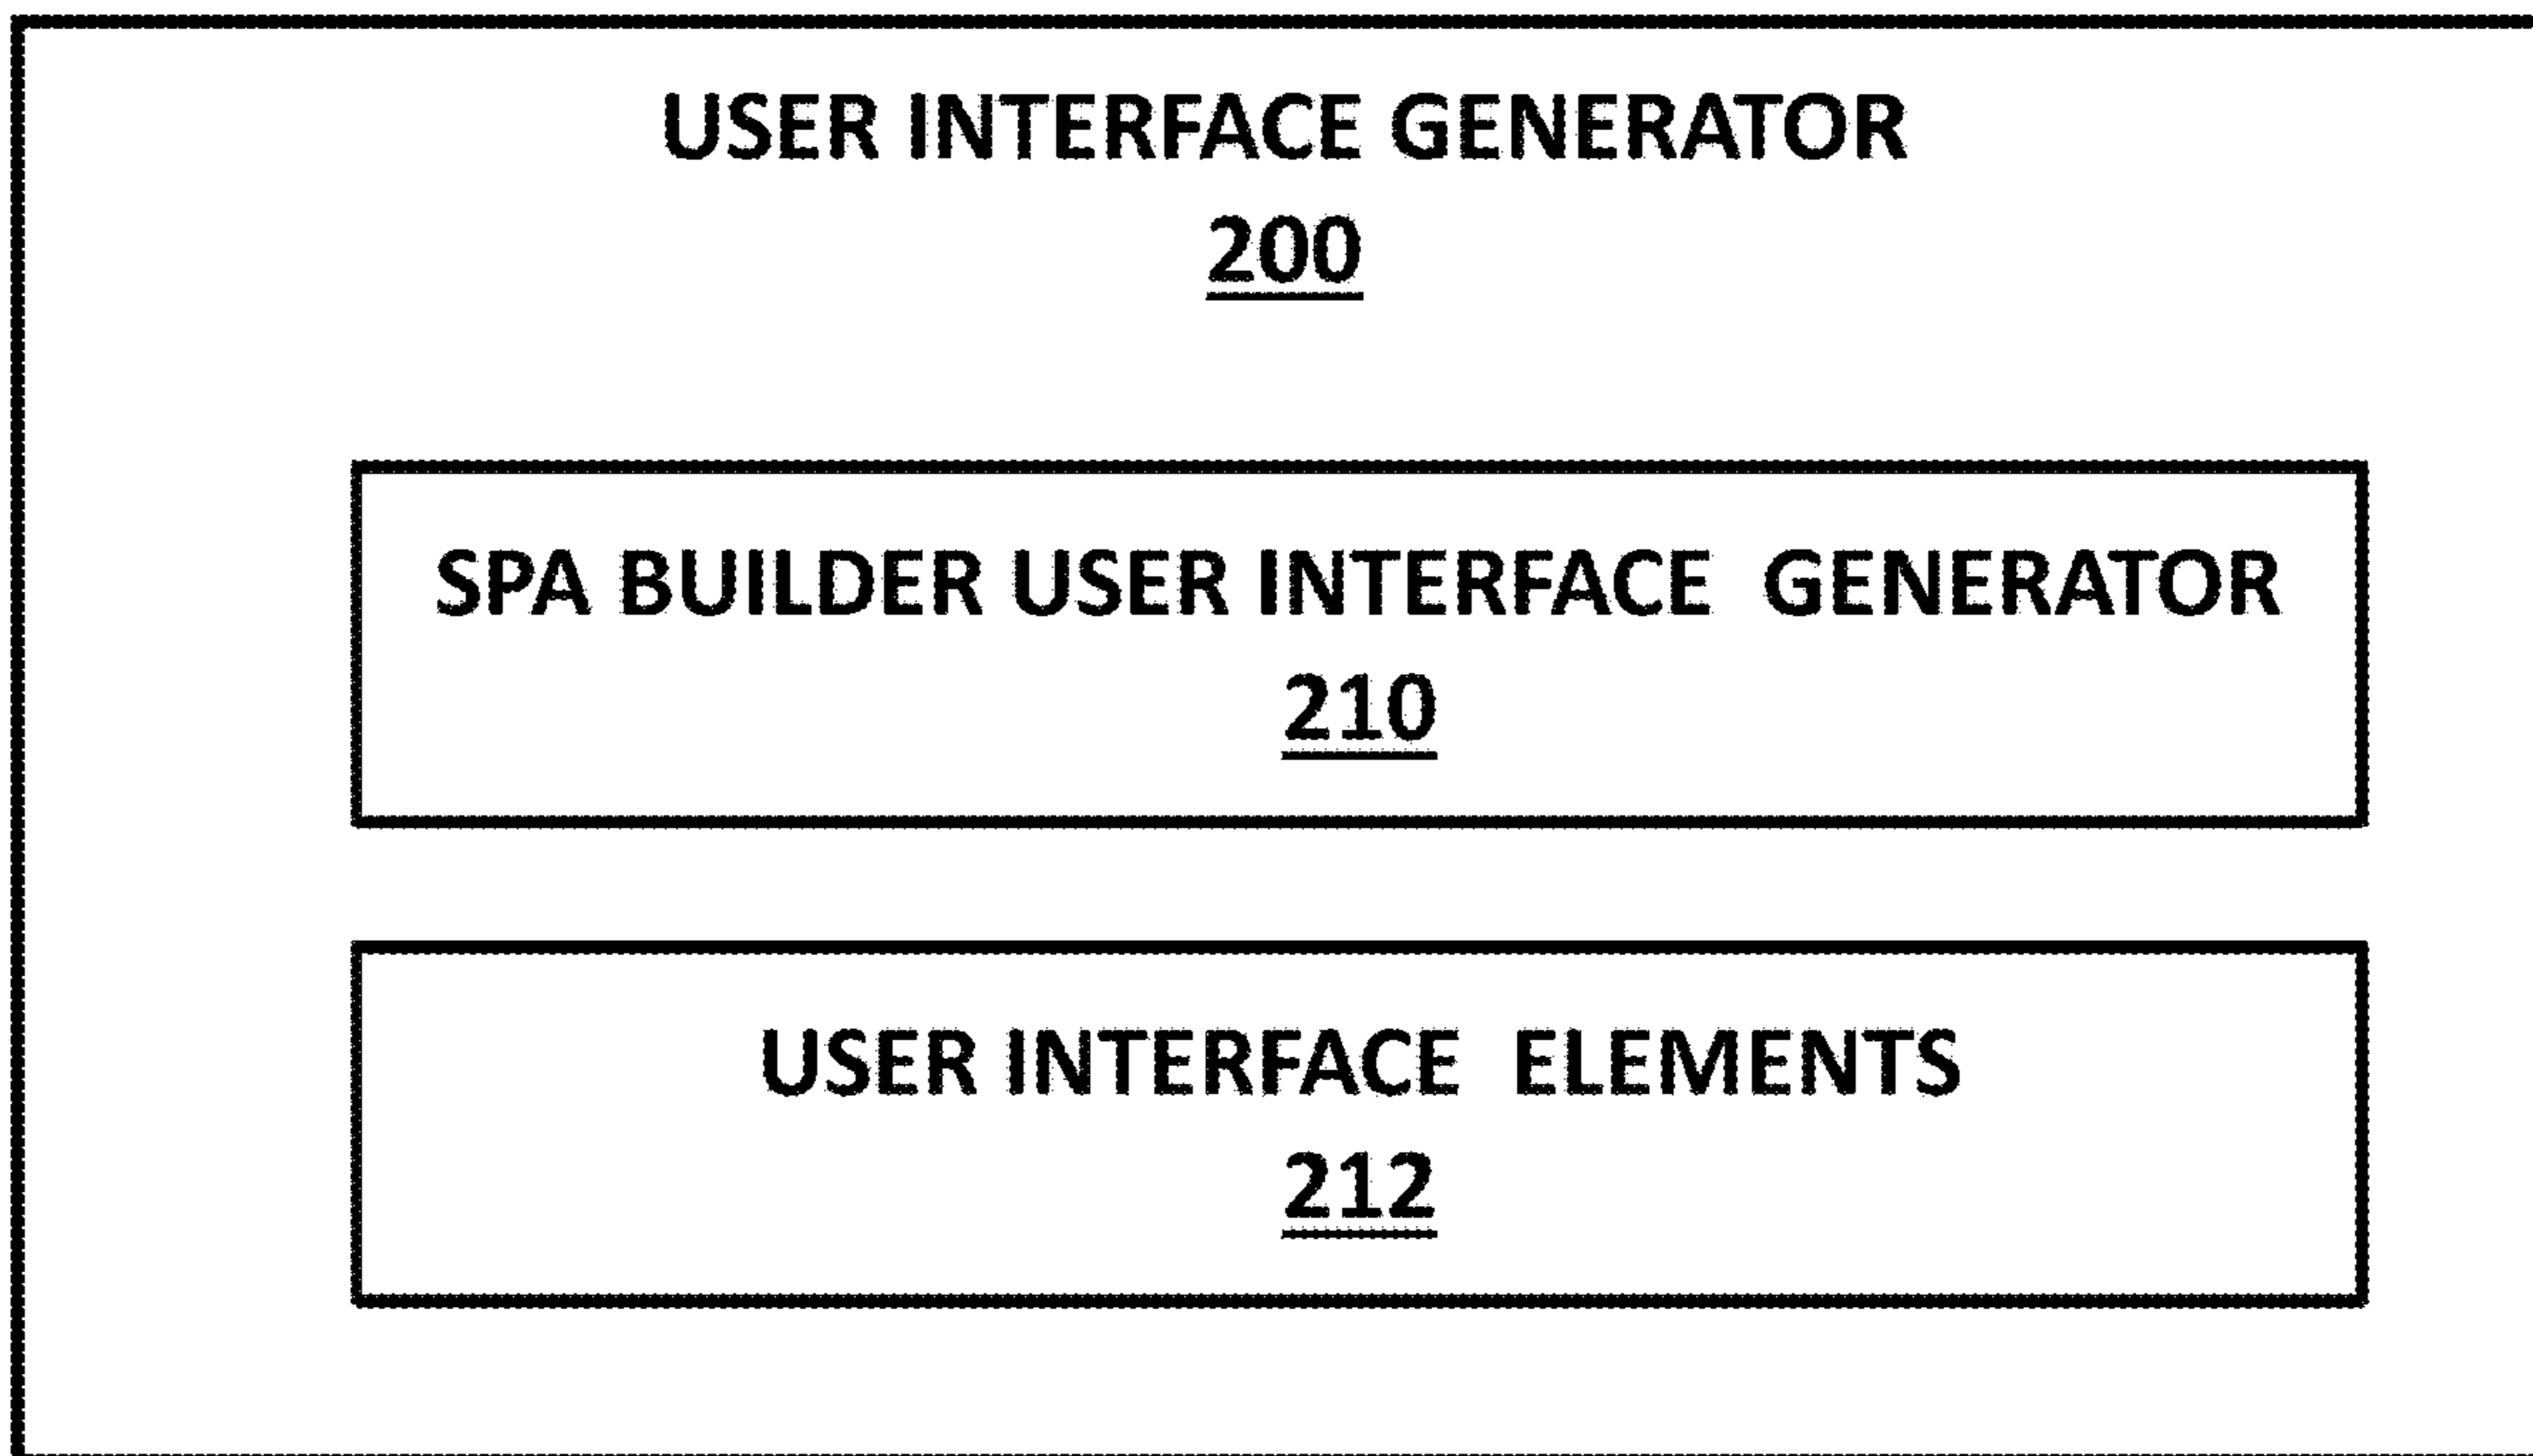 USER INTERFACE GENERATOR
200
SPA BUILDER USER INTERFACE GENERATOR
210
USER INTERFACE ELEMENTS
212